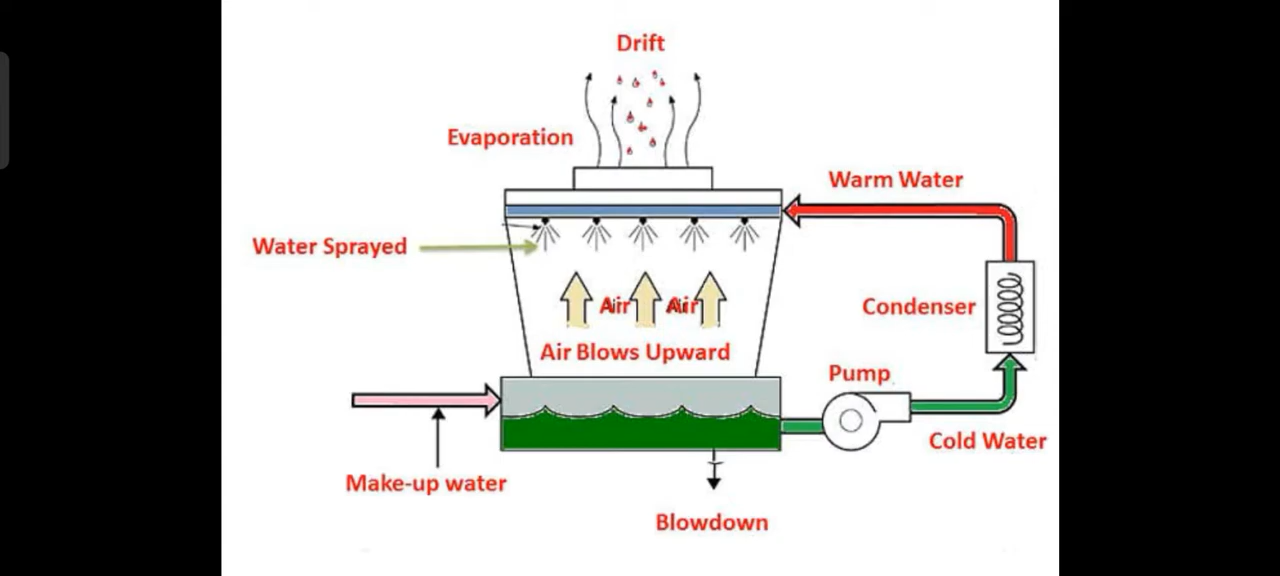 Drift
Evaporation
Warm Water
Water Sprayed
Air Air
Condenser
Air Blows Upward
Pump
Cold Water
Make-up water
Blowdown